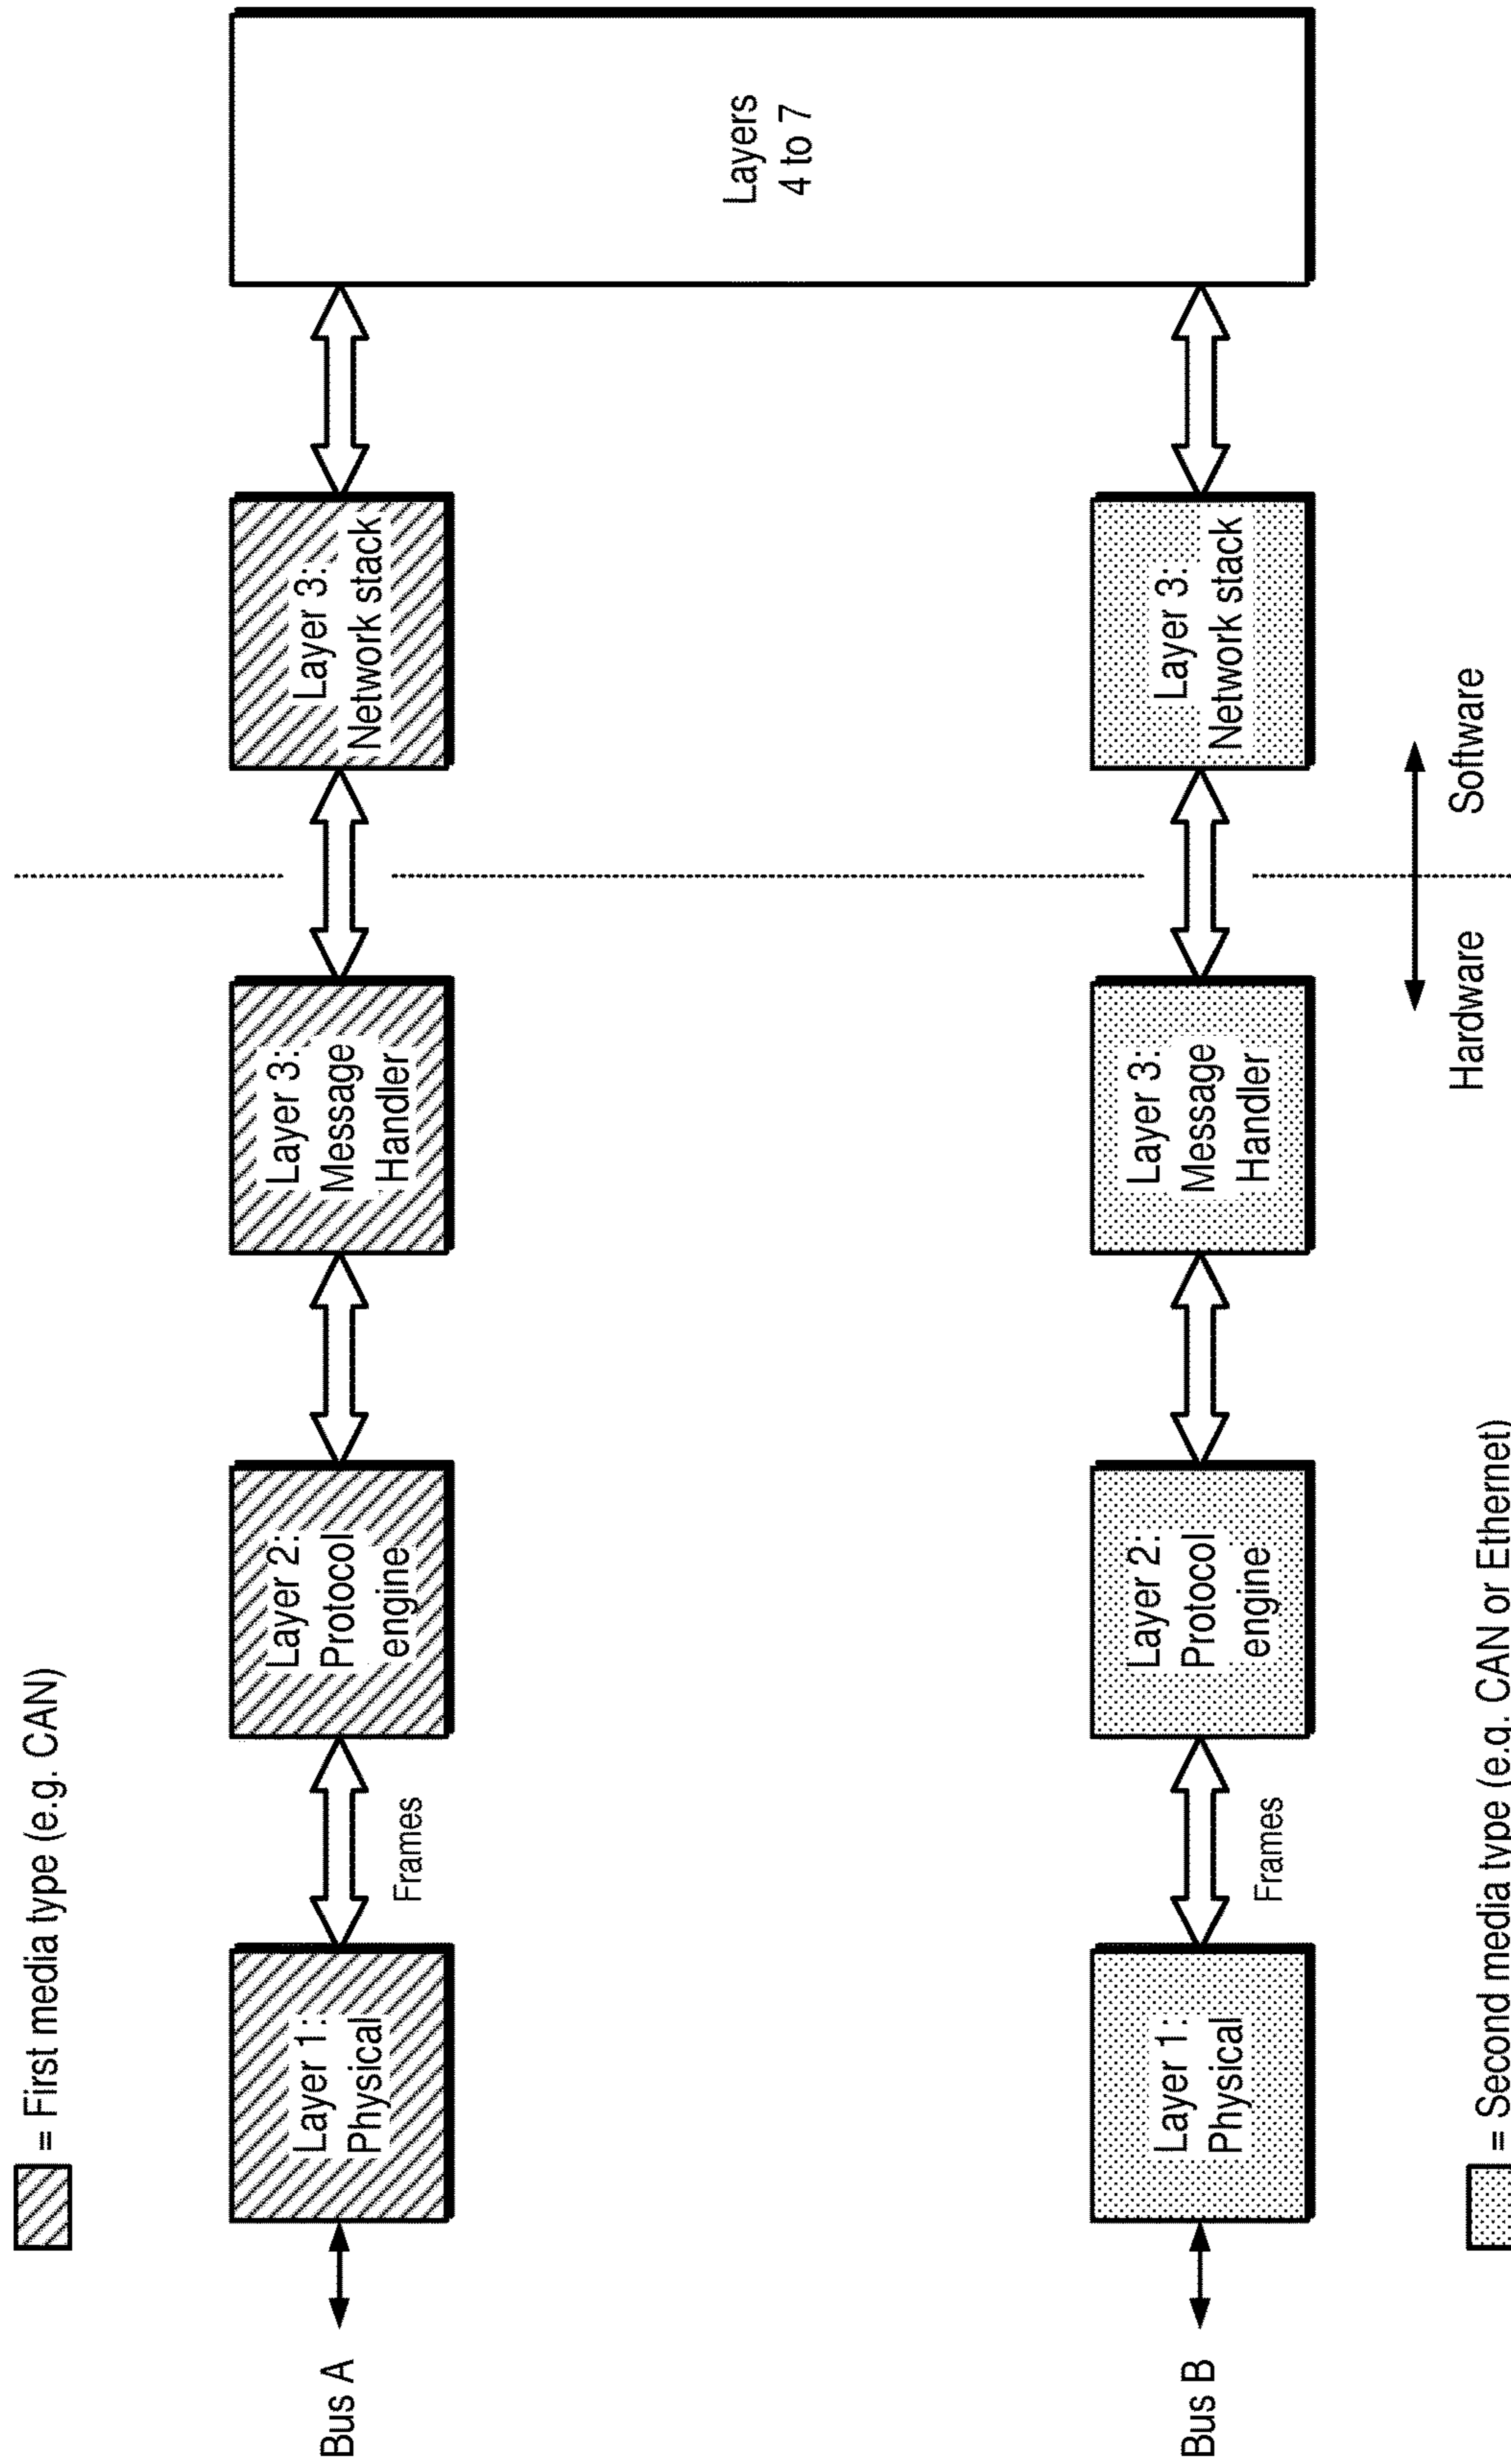 = First media type (e.g. CAN)
Bus A
Layer 1:
Physical
Frames
Layer 2:
Protocol
engine
Layer 3:
Message
Handler
Layer 3:
Network stack
Layers
4 to 7
Bus B
Layer 1:
Physical
Frames
Layer 2:
Protocol
engine
Layer 3:
Message
Handler
Layer 3:
Network stack
Hardware
Software
= Second media type (e.g. CAN or Ethernet)